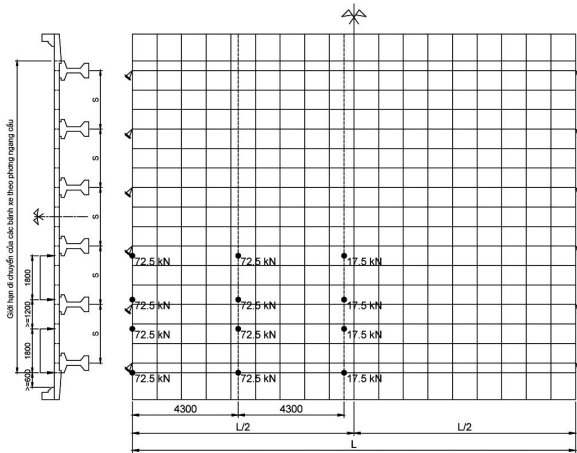 Giới hạn di chuyển của các bánh xe theo phơng ngang cầu
S
S
S
S
S
1800
>=1200
1800
>=600
72.5 kN 72.5 kN 17.5 kN
72.5 kN 72.5 kN 17.5 kN
72.5 kN 72.5 kN 17.5 kN
72.5 kN 72.5 kN 17.5 kN
4300 4300
L/2 L/2
L